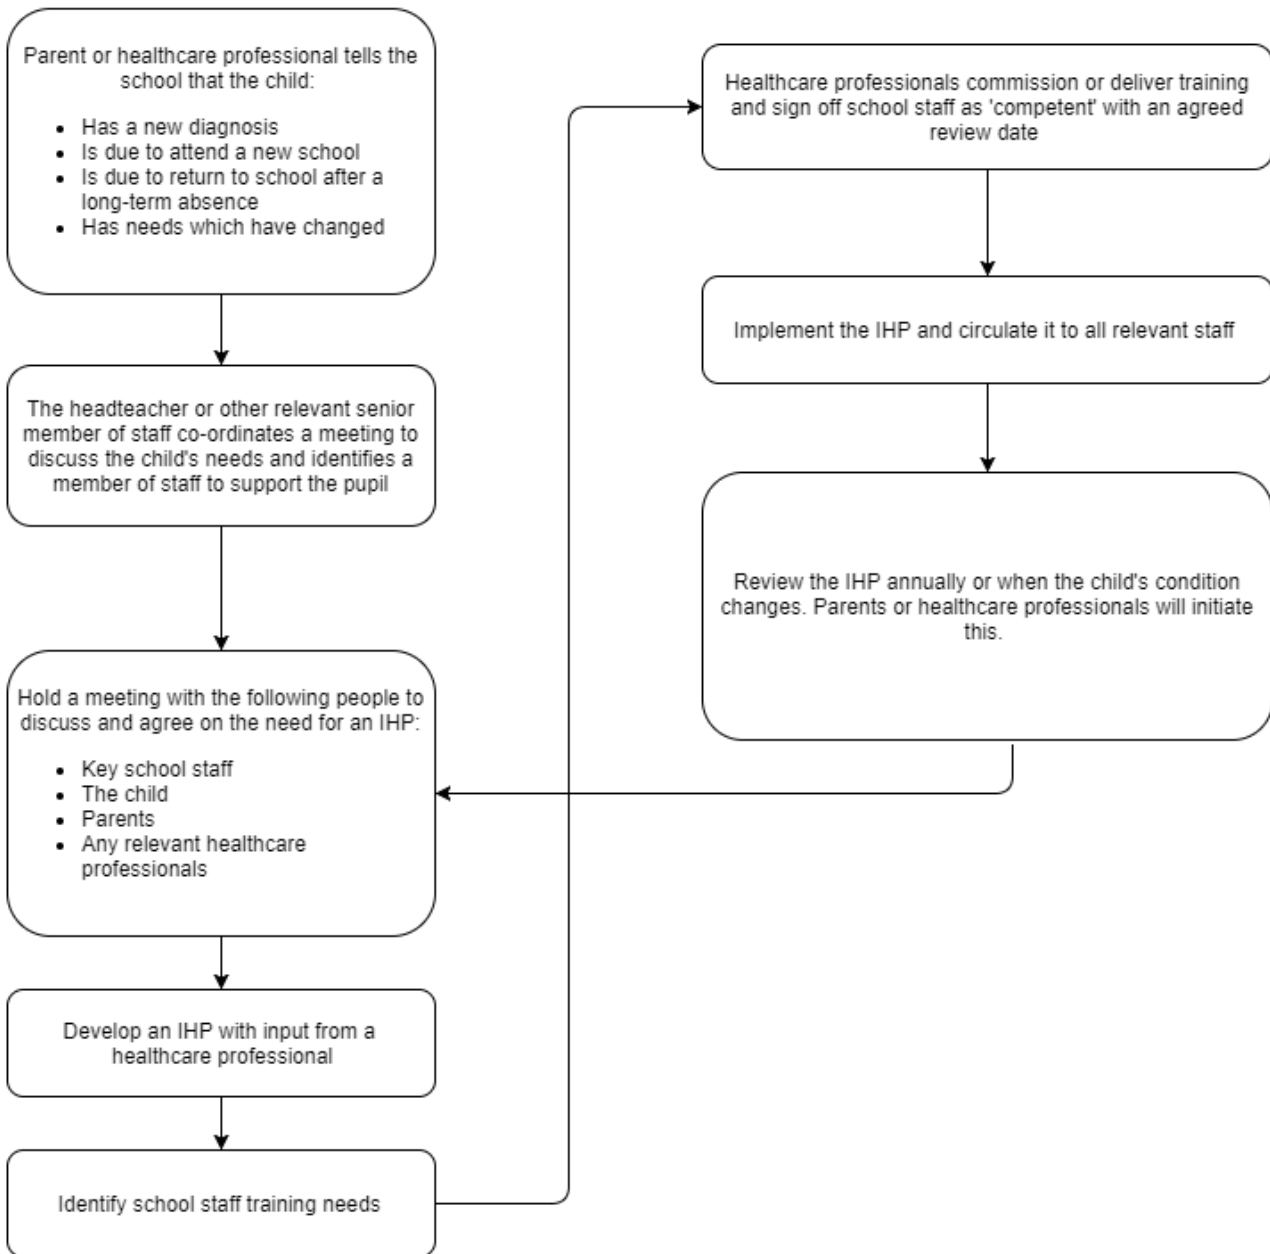 Parent or healthcare professional tells the
school that the child:
• Has a new diagnosis
• Is due to attend a new school
• Is due to return to school after a
long-term absence
• Has needs which have changed
The headteacher or other relevant senior
member of staff co-ordinates a meeting to
discuss the child's needs and identifies a
member of staff to support the pupil
Hold a meeting with the following people to
discuss and agree on the need for an IHP:
• Key school staff
• The child
• Parents
• Any relevant healthcare
professionals
Develop an IHP with input from a
healthcare professional
Identify school staff training needs
Healthcare professionals commission or deliver training
and sign off school staff as 'competent' with an agreed
review date
Implement the IHP and circulate it to all relevant staff
Review the IHP annually or when the child's condition
changes. Parents or healthcare professionals will initiate
this.